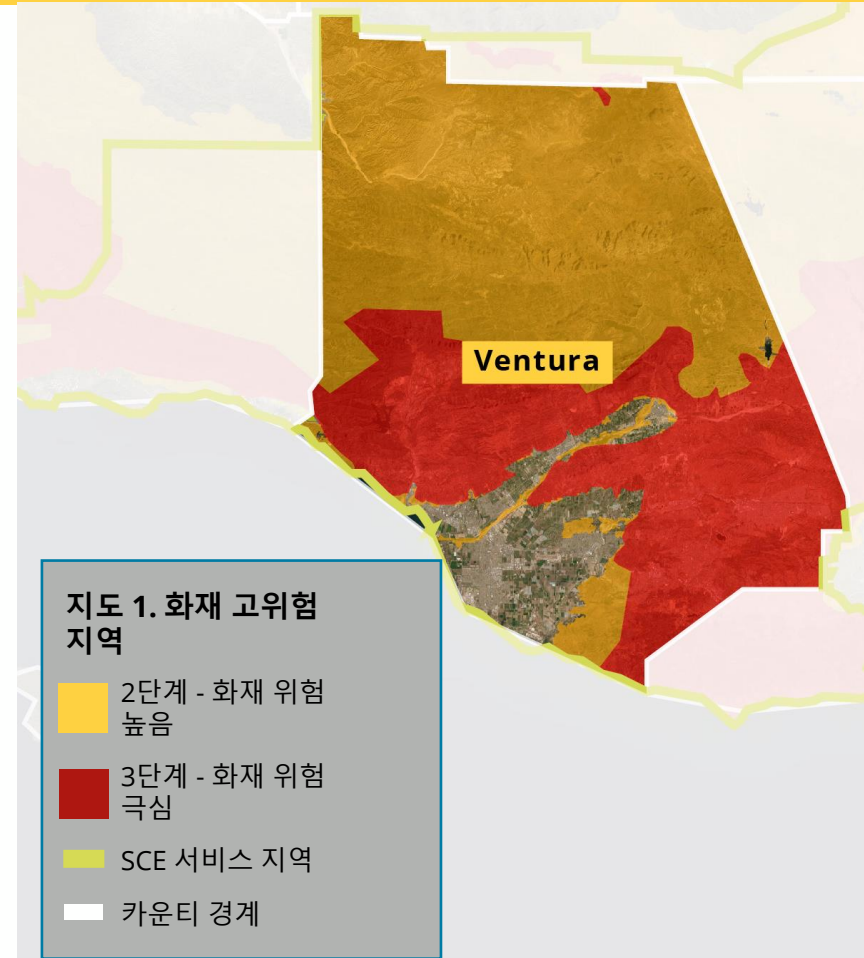 Ventura
지도 1. 화재 고위험
지역
2단계 - 화재 위험
높음
3단계 - 화재 위험
극심
SCE 서비스 지역
카운티 경계